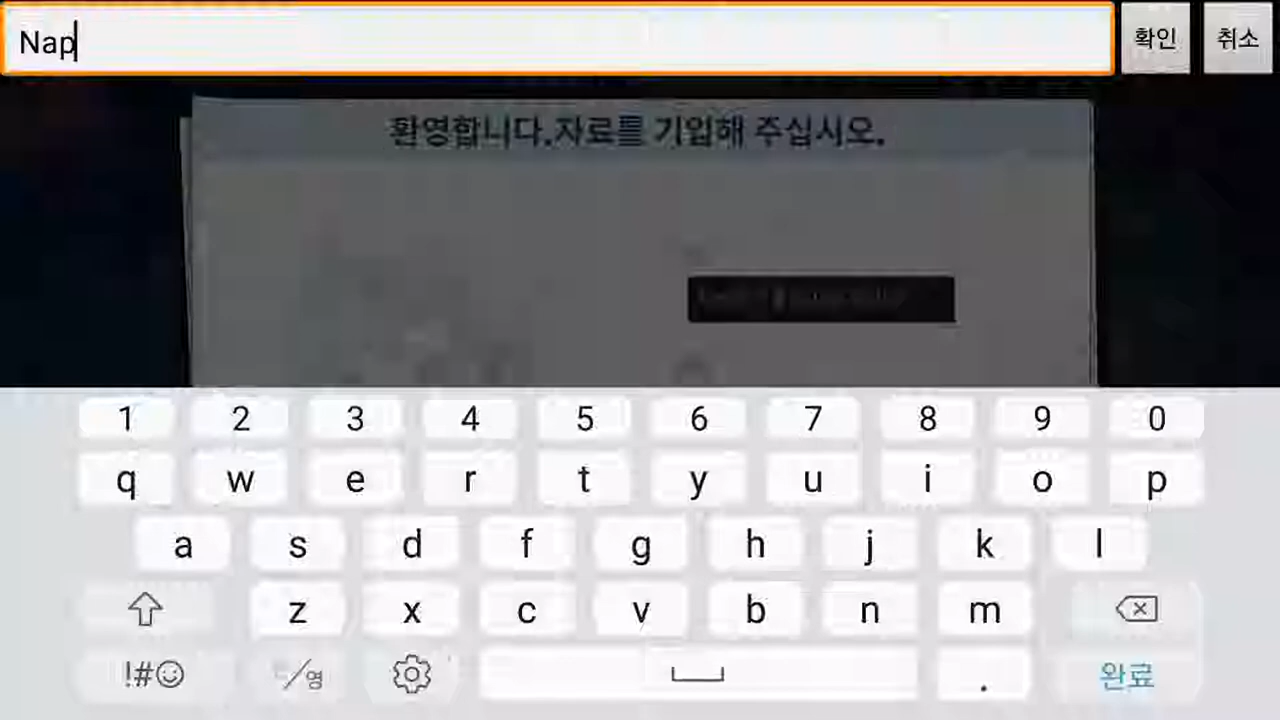 Nap
확인 취소
환영합니다.자료를 기입해 주십시오.
1 2 3 4 5 6 7 8 9 0
q w e r t y u i o p
a s d f g h j k l
z x c v b n m
!#☺ /영 .
완료